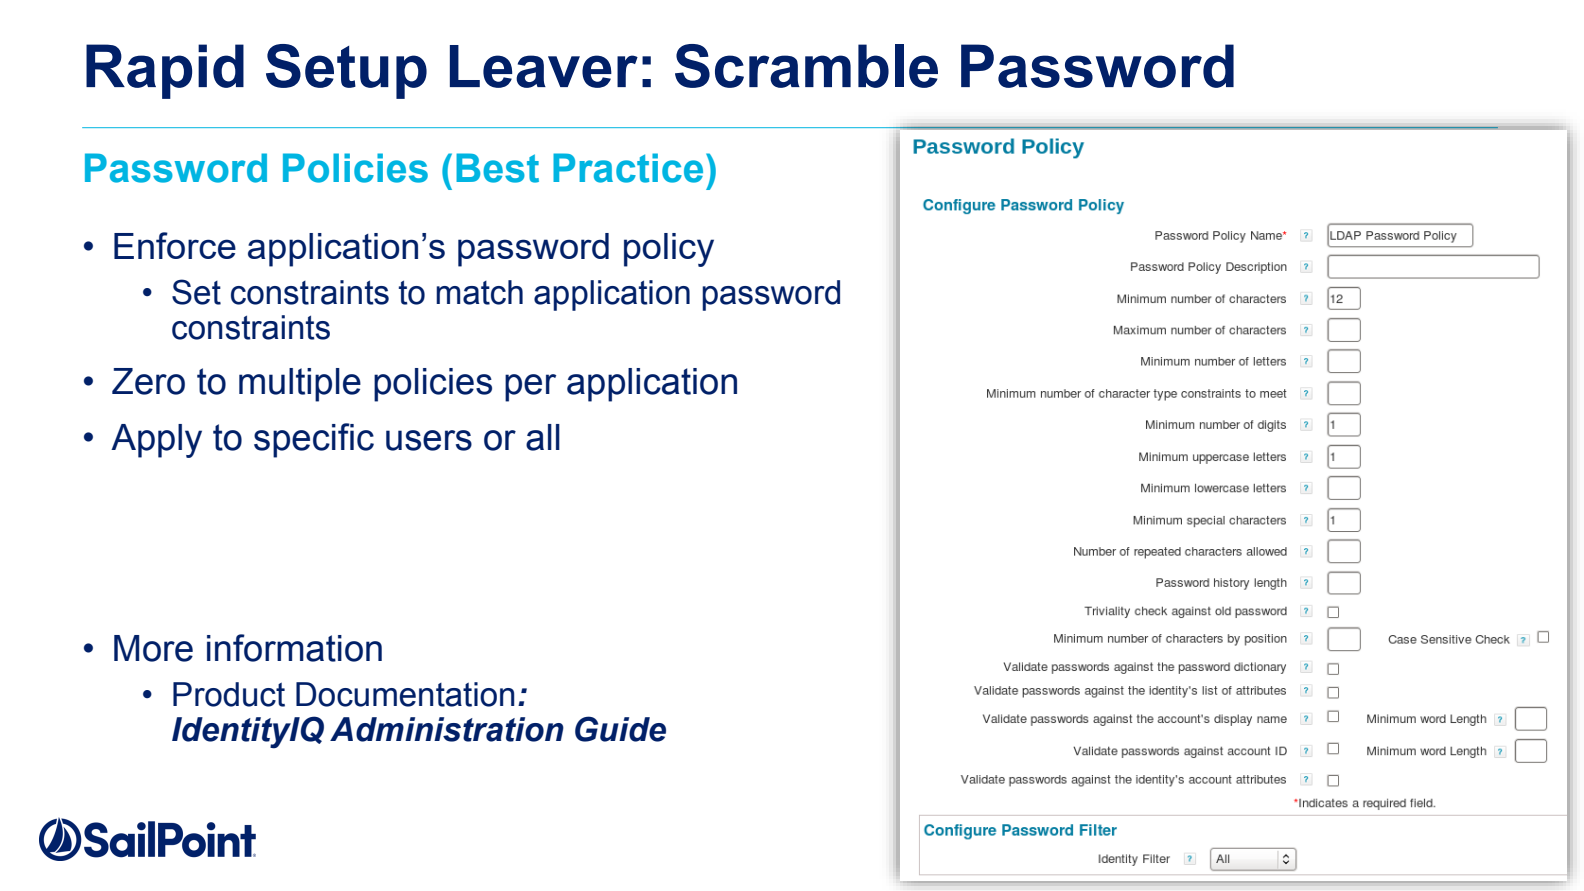 Rapid Setup Leaver: Scramble Password
Password Policies (Best Practice)
• Enforce application’s password policy
• Set constraints to match application password
constraints
• Zero to multiple policies per application
• Apply to specific users or all
• More information
• Product Documentation:
IdentityIQ Administration Guide
SailPoint
Password Policy
Configure Password Policy
Password Policy Name* ? LDAP Password Policy
Password Policy Description ?
Minimum number of characters ? 12
Maximum number of characters ?
Minimum number of letters ?
Minimum number of character type constraints to meet ?
Minimum number of digits ? 1
Minimum uppercase letters ? 1
Minimum lowercase letters ?
Minimum special characters ? 1
Number of repeated characters allowed ?
Password history length ?
Triviality check against old password ?
Minimum number of characters by position ? Case Sensitive Check ?
Validate passwords against the password dictionary ?
Validate passwords against the identity's list of attributes ?
Validate passwords against the account's display name ? Minimum word Length ?
Validate passwords against account ID ? Minimum word Length ?
Validate passwords against the identity's account attributes ?
*Indicates a required field.
Configure Password Filter
Identity Filter ? All